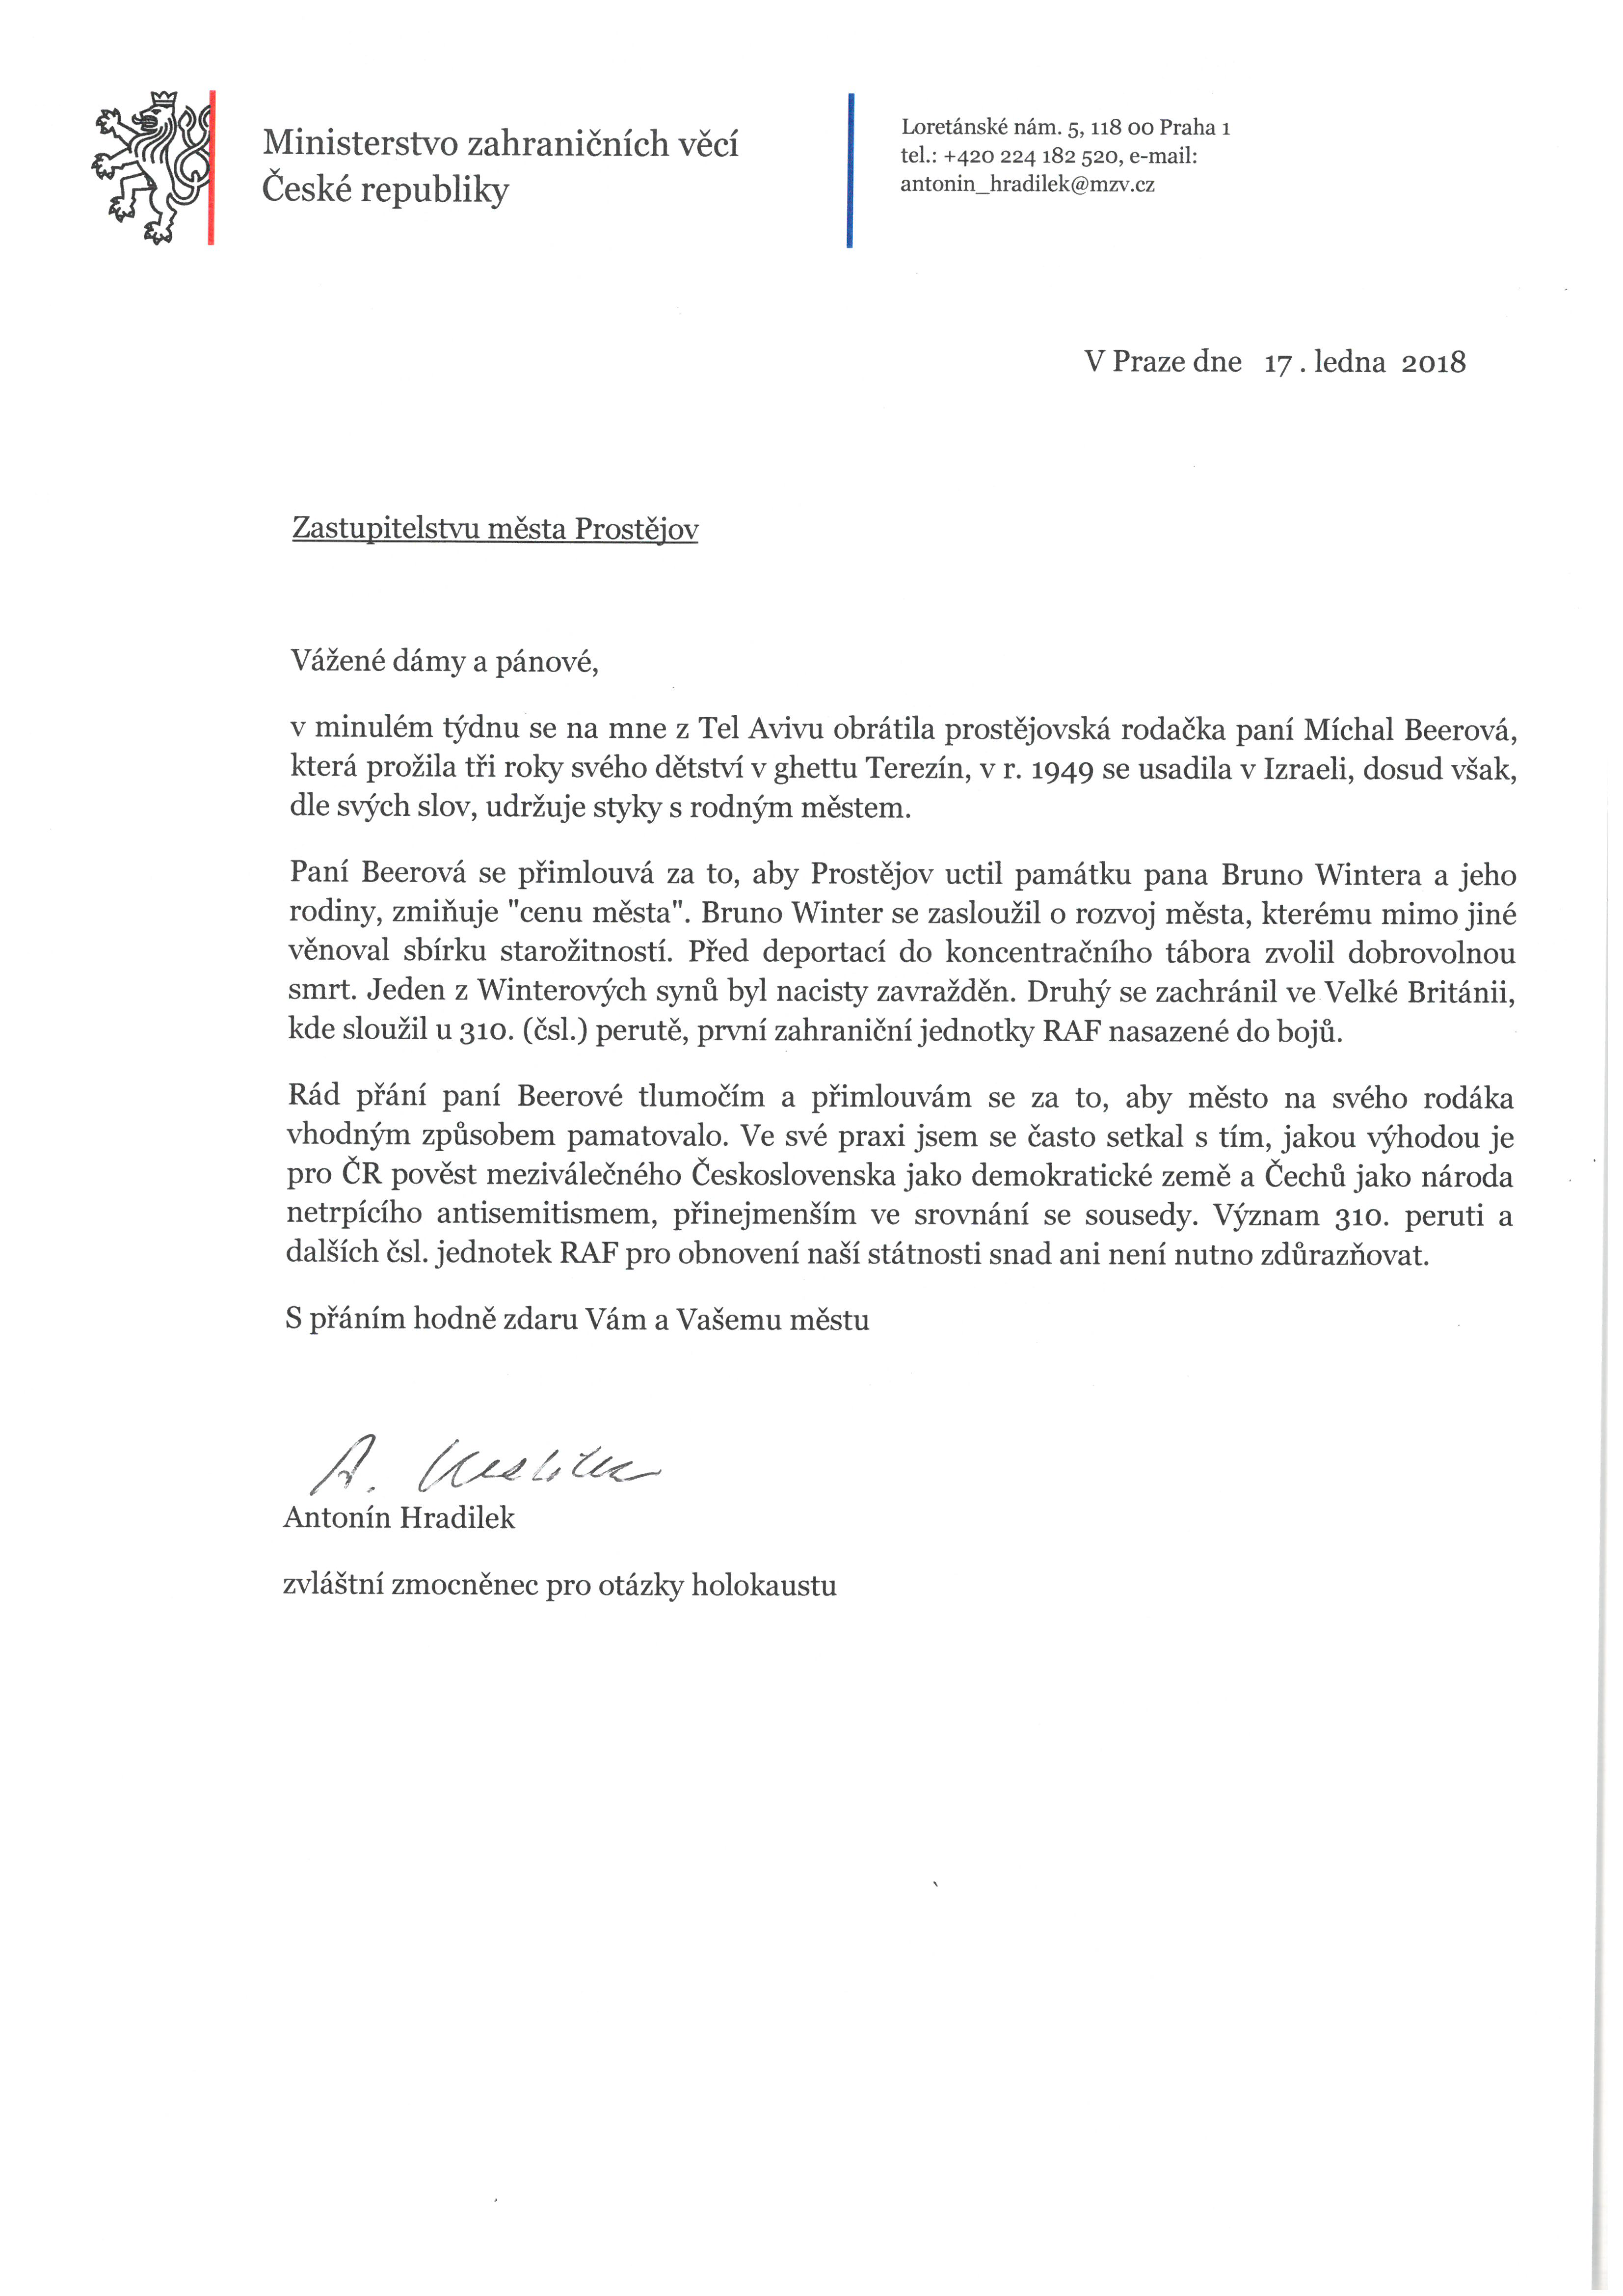 Ministerstvo zahraničních věcí
České republiky
Loretánské nám. 5, 118 00 Praha 1
tel.: +420 224 182 520, e-mail:
antonin_hradilek@mzv.cz
V Praze dne 17 . ledna 2018
Zastupitelstvu města Prostějov
Vážené dámy a pánové,
v minulém týdnu se na mne z Tel Avivu obrátila prostějovská rodačka paní Míchal Beerová,
která prožila tři roky svého dětství v ghettu Terezín, v r. 1949 se usadila v Izraeli, dosud však,
dle svých slov, udržuje styky s rodným městem.
Paní Beerová se přimlouvá za to, aby Prostějov uctil památku pana Bruno Wintera a jeho
rodiny, zmiňuje "cenu města". Bruno Winter se zasloužil o rozvoj města, kterému mimo jiné
věnoval sbírku starožitností. Před deportací do koncentračního tábora zvolil dobrovolnou
smrt. Jeden z Winterových synů byl nacisty zavražděn. Druhý se zachránil ve Velké Británii,
kde sloužil u 310. (čsl.) perutě, první zahraniční jednotky RAF nasazené do bojů.
Rád přání paní Beerové tlumočím a přimlouvám se za to, aby město na svého rodáka
vhodným způsobem pamatovalo. Ve své praxi jsem se často setkal s tím, jakou výhodou je
pro ČR pověst meziválečného Československa jako demokratické země a Čechů jako národa
netrpícího antisemitismem, přinejmenším ve srovnání se sousedy. Význam 310. peruti a
dalších čsl. jednotek RAF pro obnovení naší státnosti snad ani není nutno zdůrazňovat.
S přáním hodně zdaru Vám a Vašemu městu
A. Hradilek
Antonín Hradilek
zvláštní zmocněnec pro otázky holokaustu